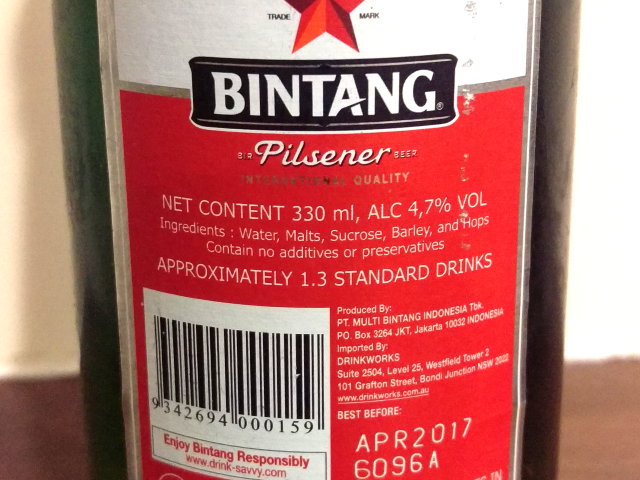 TRADE MARK
BINTANG®
BIR Pilsener BEER
INTERNATIONAL QUALITY
NET CONTENT 330 ml, ALC 4,7% VOL
Ingredients : Water, Malts, Sucrose, Barley, and Hops
Contain no additives or preservatives
APPROXIMATELY 1.3 STANDARD DRINKS
Produced By:
PT. MULTI BINTANG INDONESIA Tbk.
PO. Box 3264 JKT, Jakarta 10032 INDONESIA
Imported By:
DRINKWORKS
Suite 2504, Level 25, Westfield Tower 2
101 Grafton Street, Bondi Junction NSW 2022
www.drinkworks.com.au
BEST BEFORE:
APR2017
6096A
9 342694 000159
Enjoy Bintang Responsibly
www.drink-savvy.com
IN